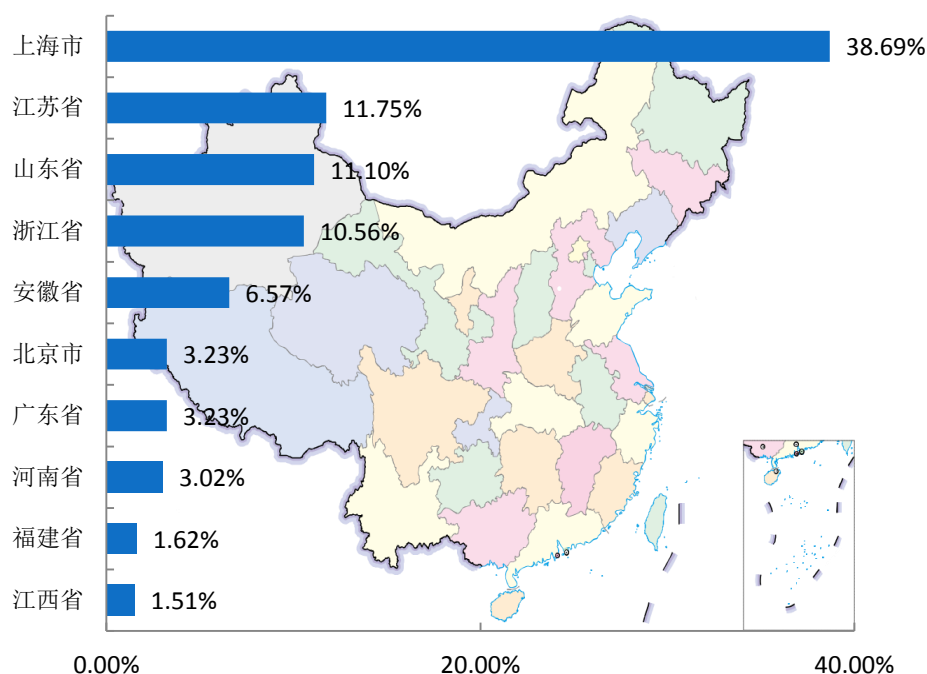 上海市 38.69%
江苏省 11.75%
山东省 11.10%
浙江省 10.56%
安徽省 6.57%
北京市 3.23%
广东省 3.23%
河南省 3.02%
福建省 1.62%
江西省 1.51%
0.00% 20.00% 40.00%